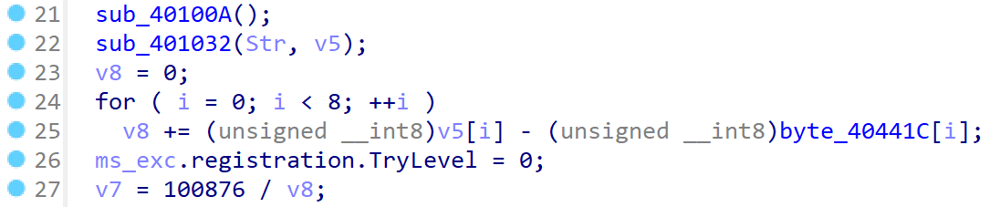 21 sub_40100A();
22 sub_401032(Str, v5);
23 v8 = 0;
24 for ( i = 0; i < 8; ++i )
25 v8 += (unsigned __int8)v5[i] - (unsigned __int8)byte_40441C[i];
26 ms_exc.registration.TryLevel = 0;
27 v7 = 100876 / v8;